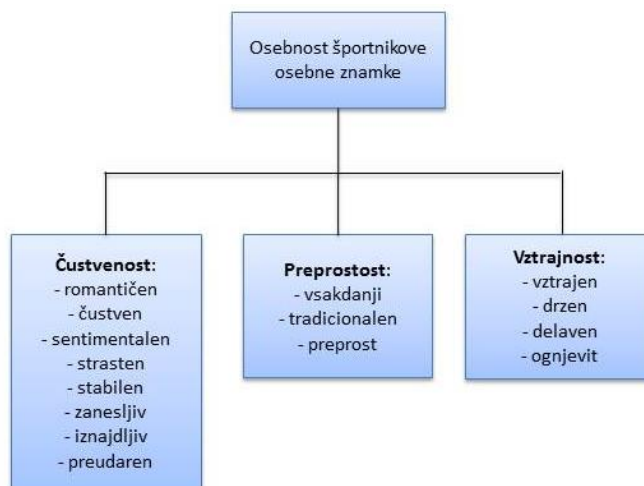 Osebnost športnikove
osebne znamke
Čustvenost:
- romantičen
- čustven
- sentimentalen
- strasten
- stabilen
- zanesljiv
- iznajdljiv
- preudaren
Preprostost:
- vsakdanji
- tradicionalen
- preprost
Vztrajnost:
- vztrajen
- drzen
- delaven
- ognjevit